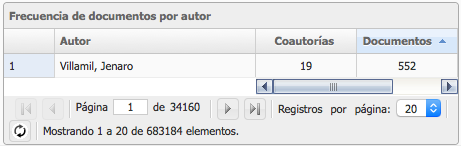 Frecuencia de documentos por autor
Autor Coautorías Documentos
1 Villamil, Jenaro 19 552
Página 1 de 34160 Registros por página: 20
Mostrando 1 a 20 de 683184 elementos.